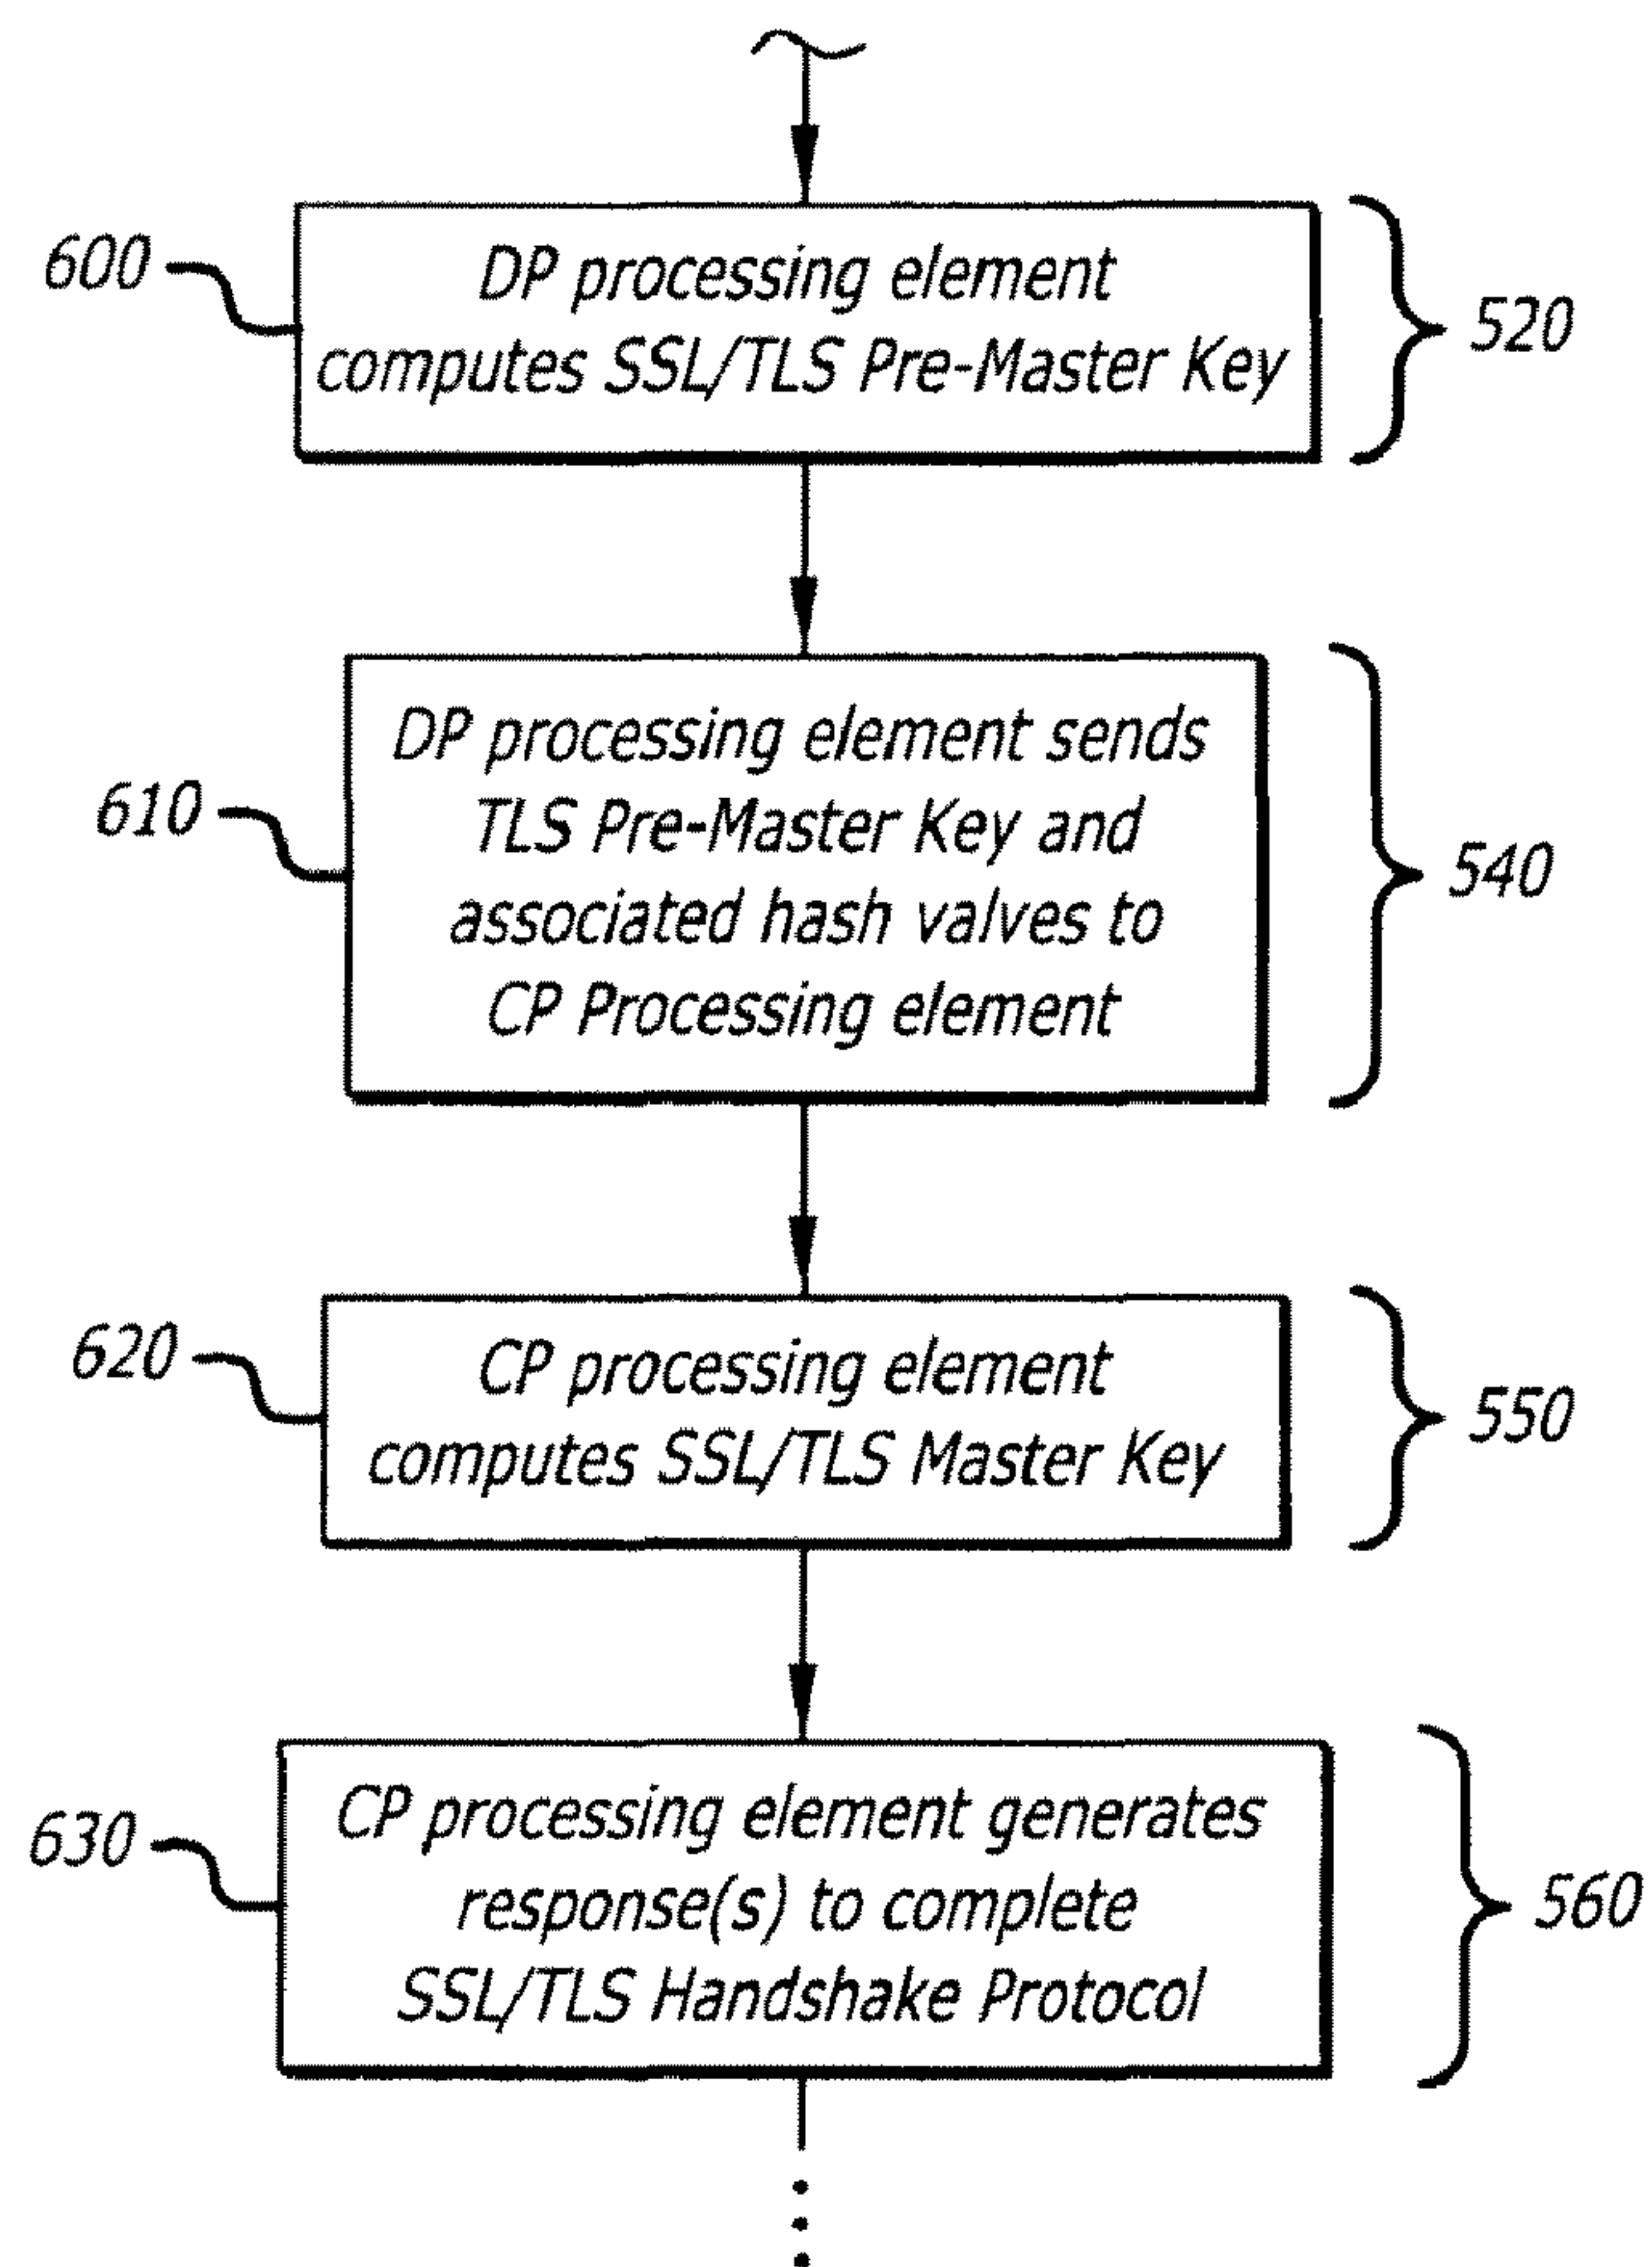 600
DP processing element
computes SSL/TLS Pre-Master Key
520
610
DP processing element sends
TLS Pre-Master Key and
associated hash valves to
CP Processing element
540
620
CP processing element
computes SSL/TLS Master Key
550
630
CP processing element generates
response(s) to complete
SSL/TLS Handshake Protocol
560